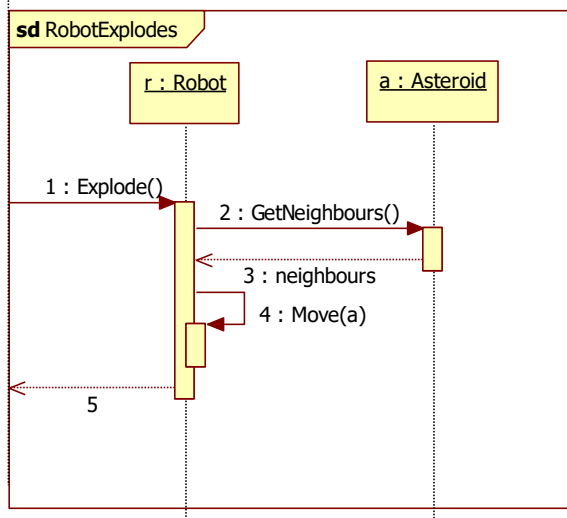 sd RobotExplodes
r : Robot
a : Asteroid
1 : Explode()
2 : GetNeighbours()
3 : neighbours
4 : Move(a)
5